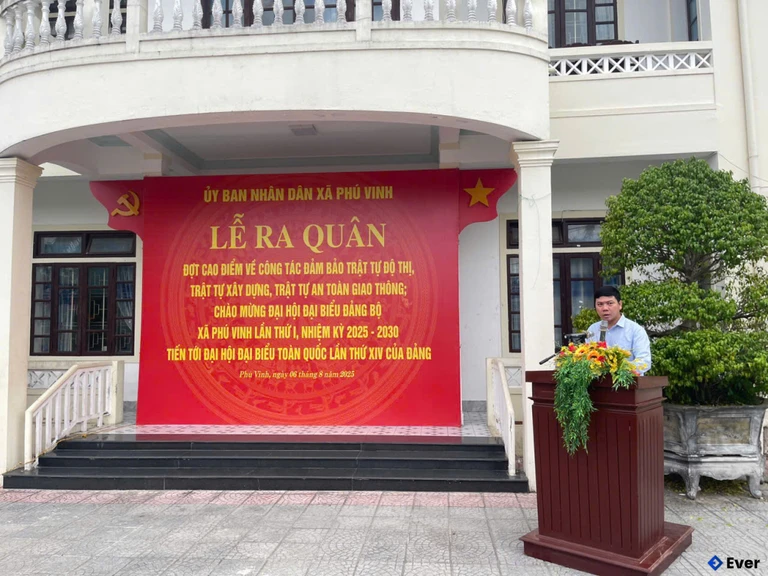 ỦY BAN NHÂN DÂN XÃ PHÚ VINH
LỄ RA QUÂN
ĐỢT CAO ĐIỂM VỀ CÔNG TÁC ĐẢM BẢO TRẬT TỰ ĐÔ THỊ,
TRẬT TỰ XÂY DỰNG, TRẬT TỰ AN TOÀN GIAO THÔNG;
CHÀO MỪNG ĐẠI HỘI ĐẠI BIỂU ĐẢNG BỘ
XÃ PHÚ VINH LẦN THỨ I, NHIỆM KỲ 2025 - 2030
TIẾN TỚI ĐẠI HỘI ĐẠI BIỂU TOÀN QUỐC LẦN THỨ XIV CỦA ĐẢNG
Phú Vinh, ngày 06 tháng 8 năm 2025
Ever